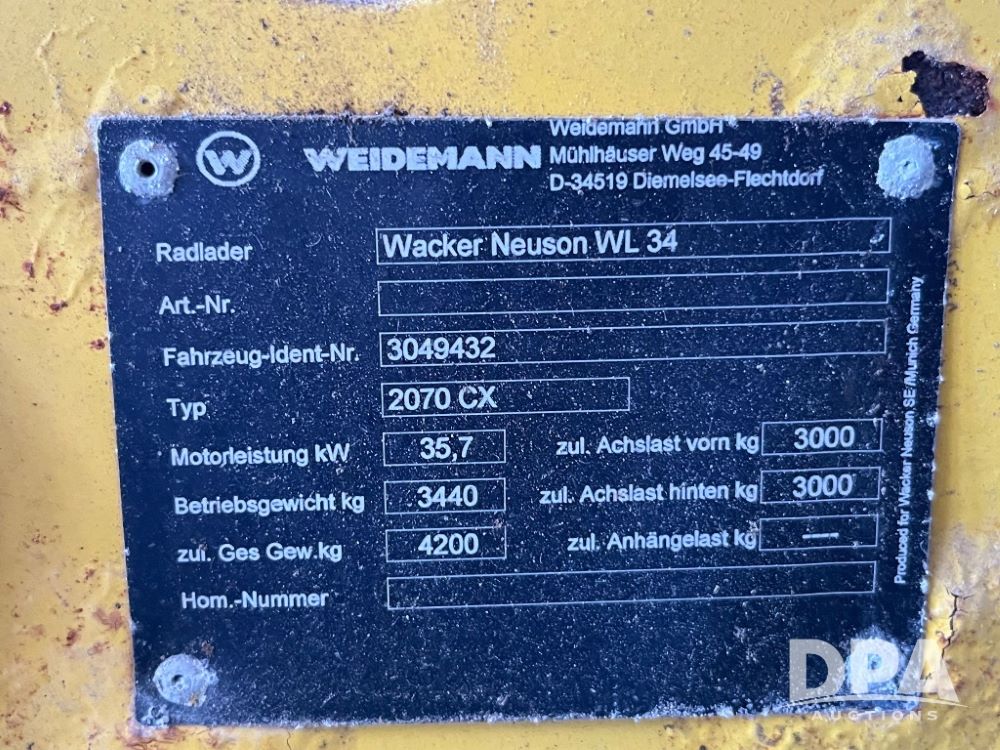 W WEIDEMANN
Weidemann GmbH
Mühlhäuser Weg 45-49
D-34519 Diemelsee-Flechtdorf
Radlader Wacker Neuson WL 34
Art.-Nr.
Fahrzeug-Ident-Nr. 3049432
Typ 2070 CX
Motorleistung kW 35,7 zul. Achslast vorn kg 3000
Betriebsgewicht kg 3440 zul. Achslast hinten kg 3000
zul. Ges Gew.kg 4200 zul. Anhängelast kg ---
Hom.-Nummer
Produced for Wacker Neuson SE/Munich Germany
DPA
AUCTIONS